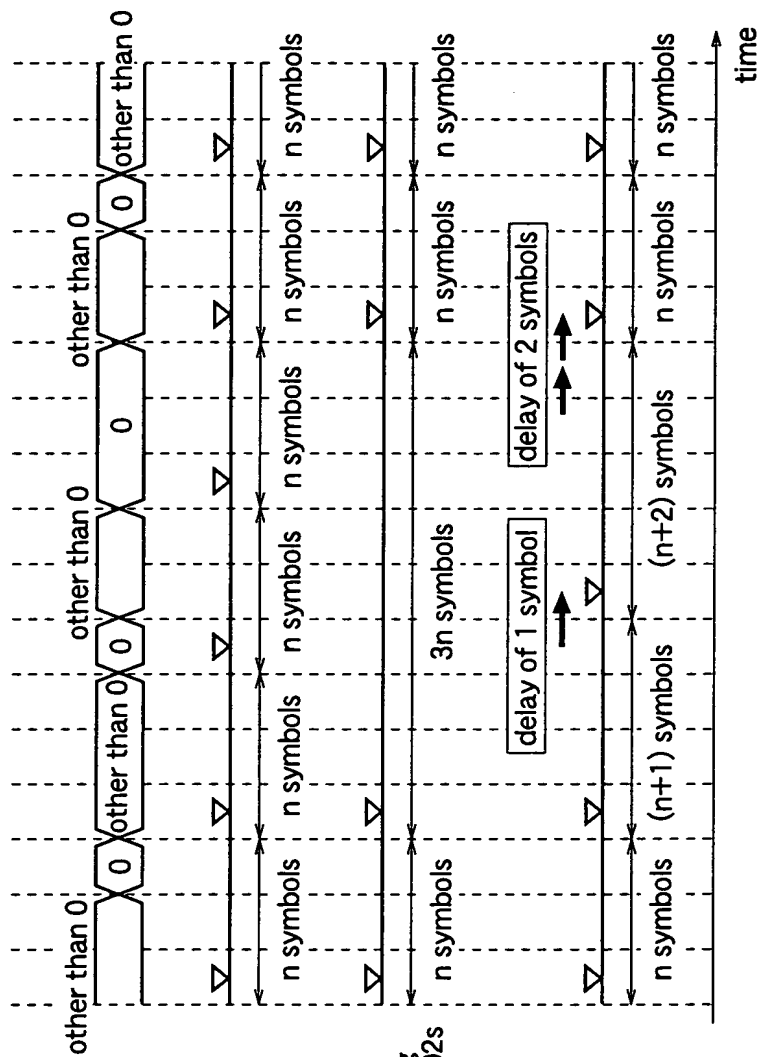 other than 0
0
other than 0
0
other than 0
0
other than 0
0
other than 0
n symbols
n symbols
n symbols
n symbols
n symbols
n symbols
n symbols
3n symbols
n symbols
n symbols
delay of 1 symbol
delay of 2 symbols
n symbols
(n+1) symbols
(n+2) symbols
n symbols
n symbols
time